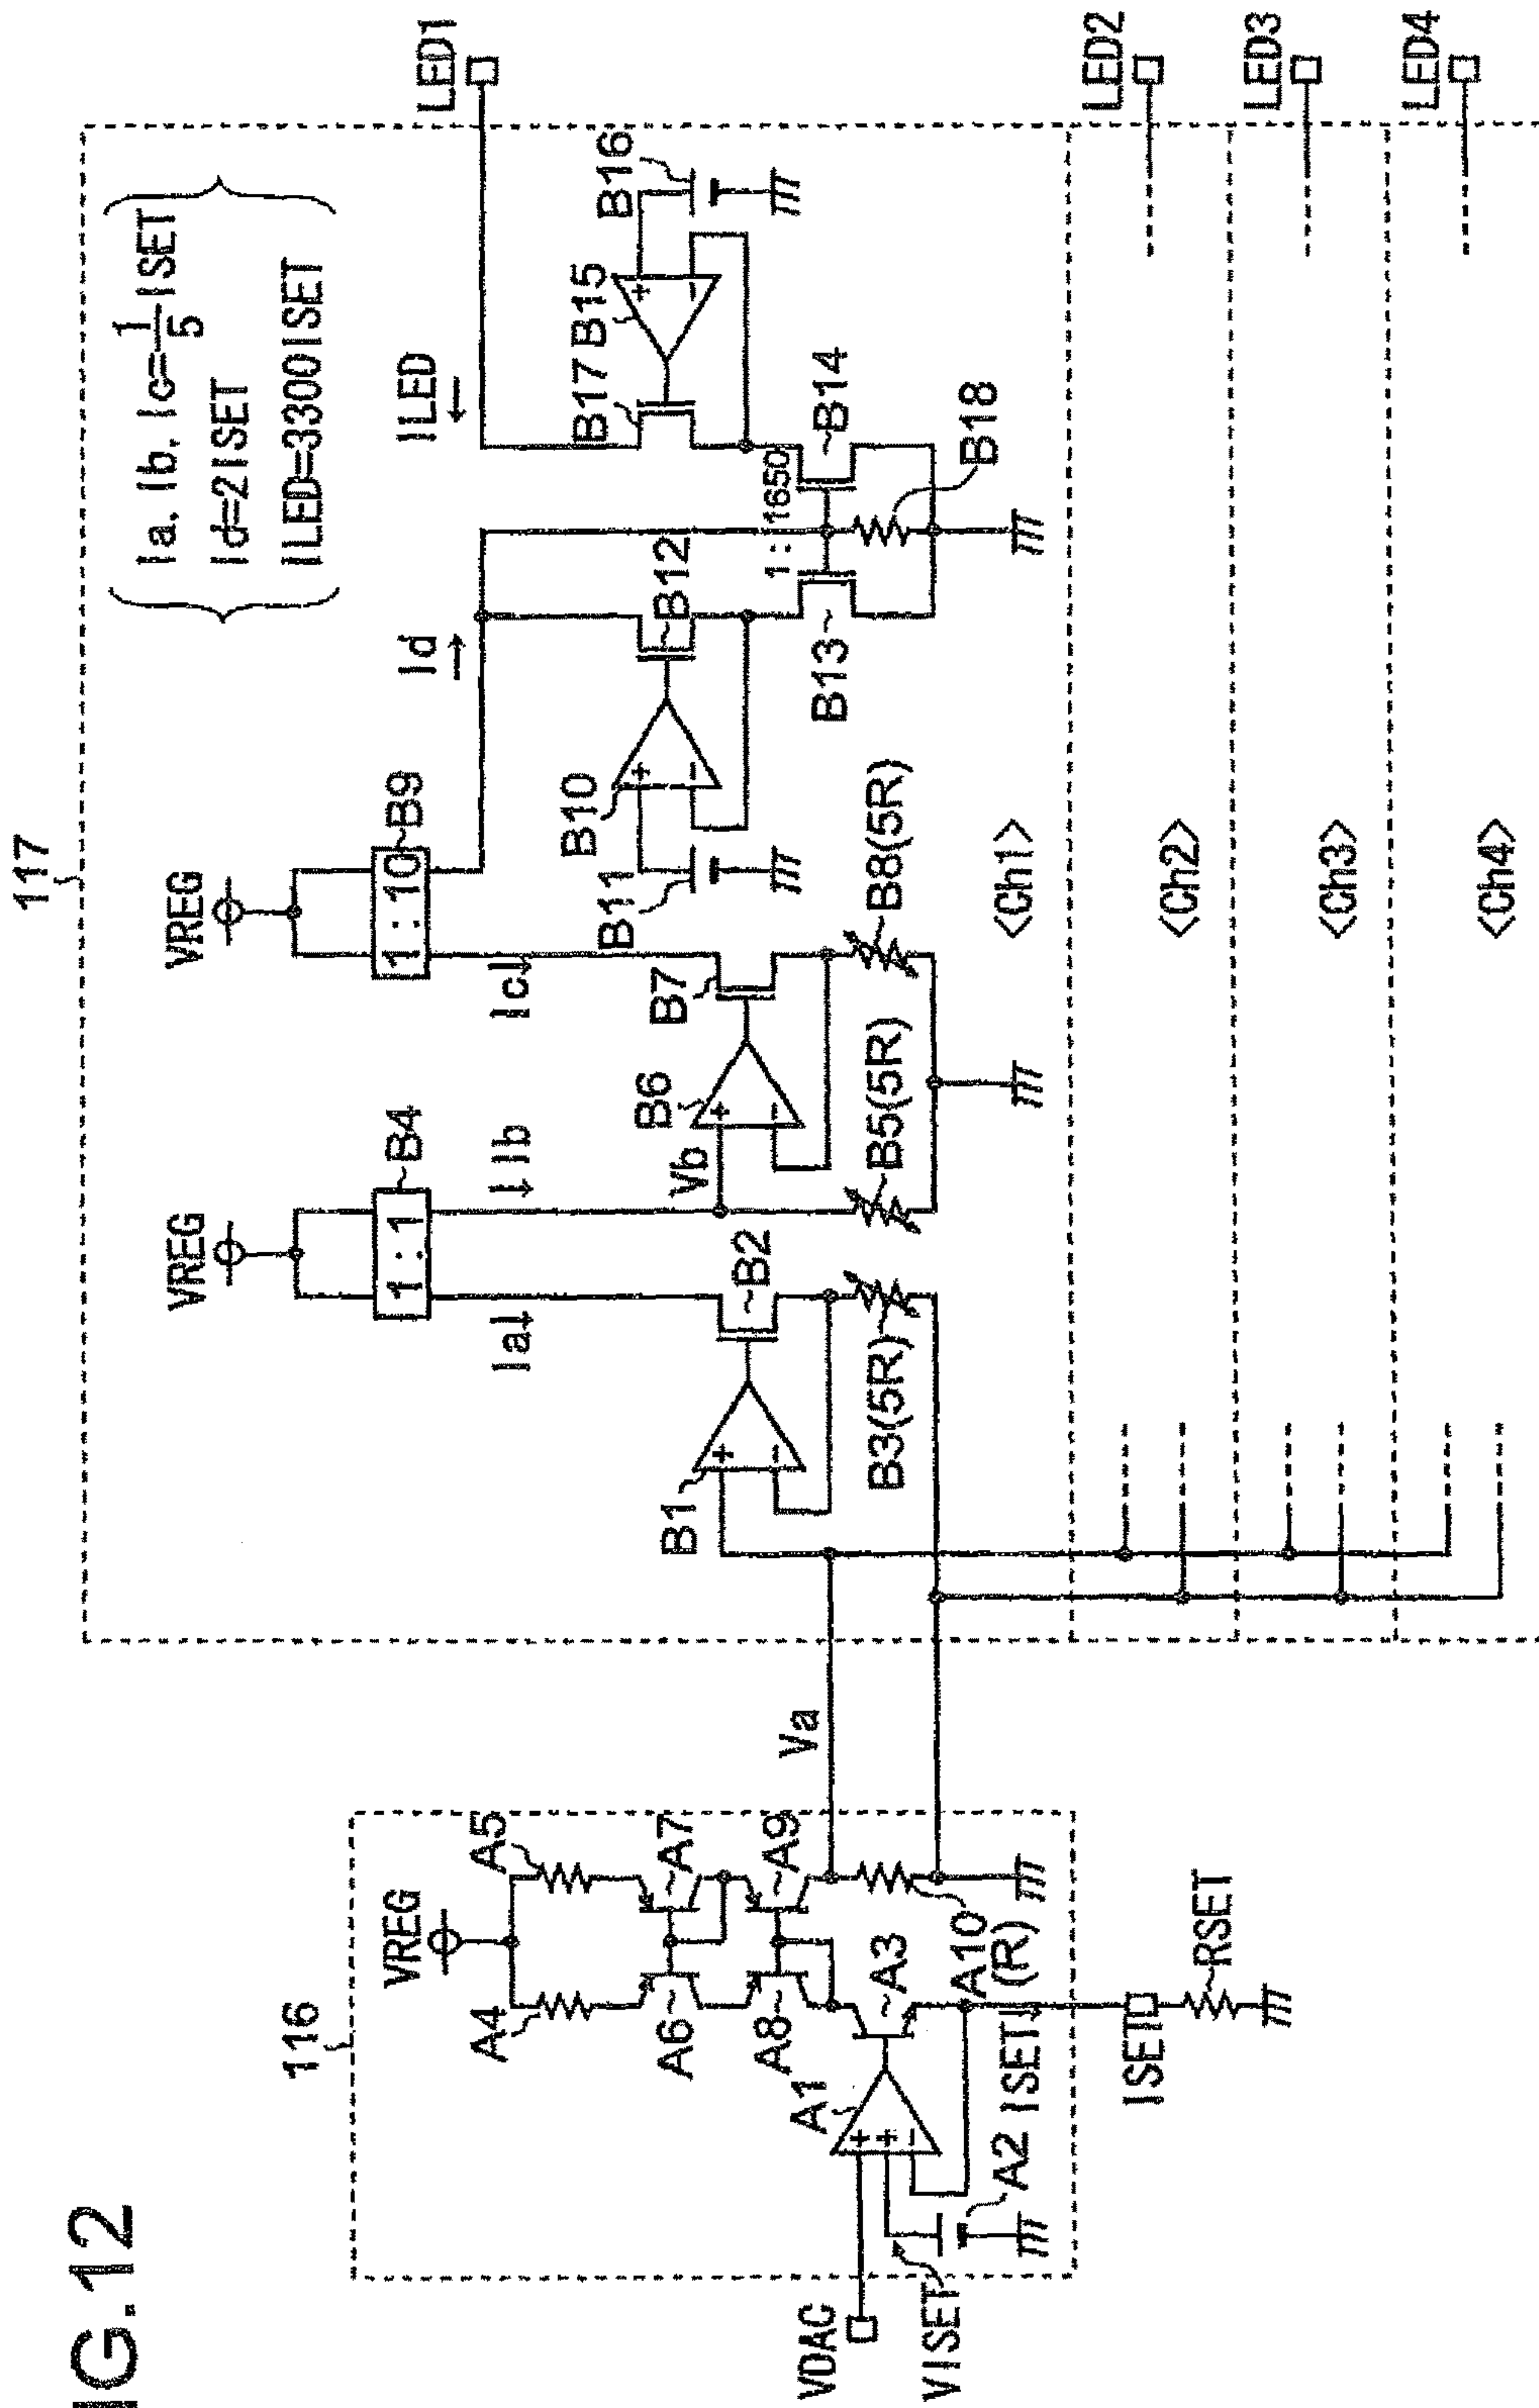 FIG.12
117
VREG
VREG
Ia, Ib, Ic=1/5 ISET
Id=2ISET
ILED=3300ISET
B4
1:1
B9
1:10
Ia↓
↓Ib
Ic↓
Id
→
ILED
←
LED1
B1
B2
B3(5R)
Vb
B5(5R)
B6
B7
B8(5R)
B10
B11
B12
B13
1:1650
B14
B15
B16
B17
B18
<Ch1>
<Ch2>
LED2
<Ch3>
LED3
<Ch4>
LED4
116
VREG
A4
A5
A6
A7
A8
A9
Va
A1
A3
A10
(R)
VDAC
VISET
A2
ISET↓
ISET
RSET
+
+
−
+
−
+
−
+
−
+
−